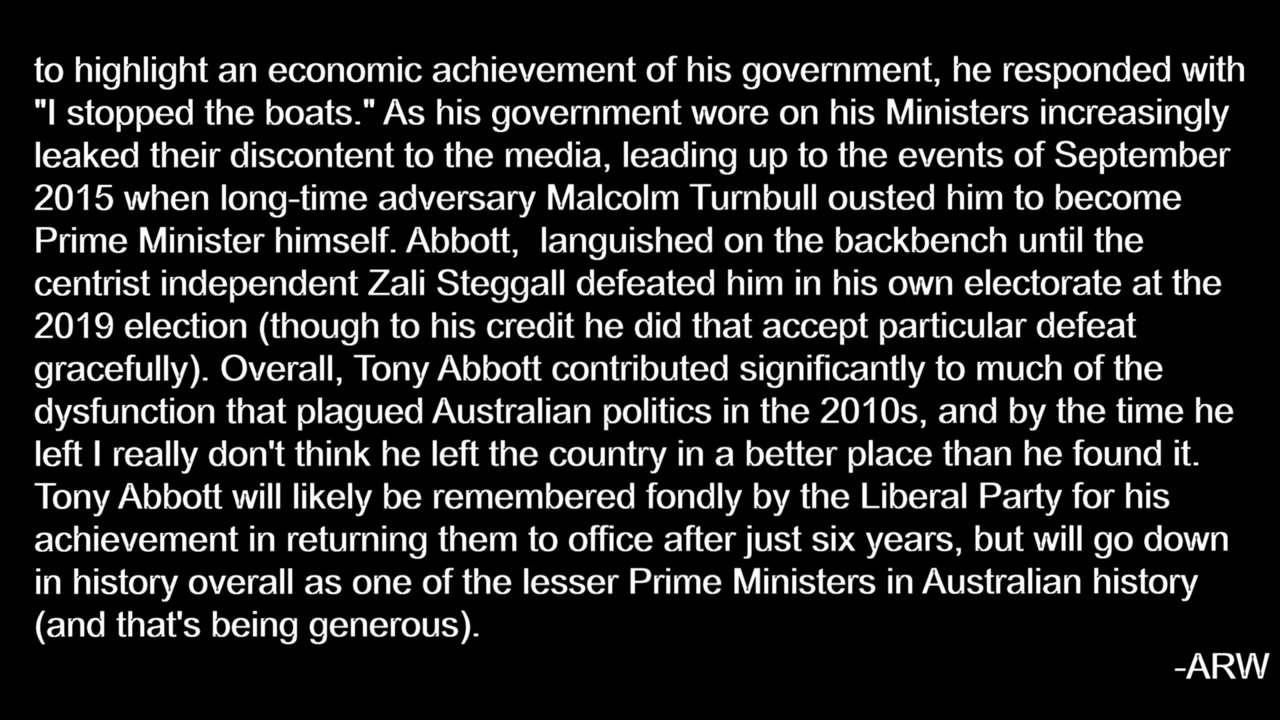 to highlight an economic achievement of his government, he responded with
"I stopped the boats." As his government wore on his Ministers increasingly
leaked their discontent to the media, leading up to the events of September
2015 when long-time adversary Malcolm Turnbull ousted him to become
Prime Minister himself. Abbott,  languished on the backbench until the
centrist independent Zali Steggall defeated him in his own electorate at the
2019 election (though to his credit he did that accept particular defeat
gracefully). Overall, Tony Abbott contributed significantly to much of the
dysfunction that plagued Australian politics in the 2010s, and by the time he
left I really don't think he left the country in a better place than he found it.
Tony Abbott will likely be remembered fondly by the Liberal Party for his
achievement in returning them to office after just six years, but will go down
in history overall as one of the lesser Prime Ministers in Australian history
(and that's being generous).
-ARW